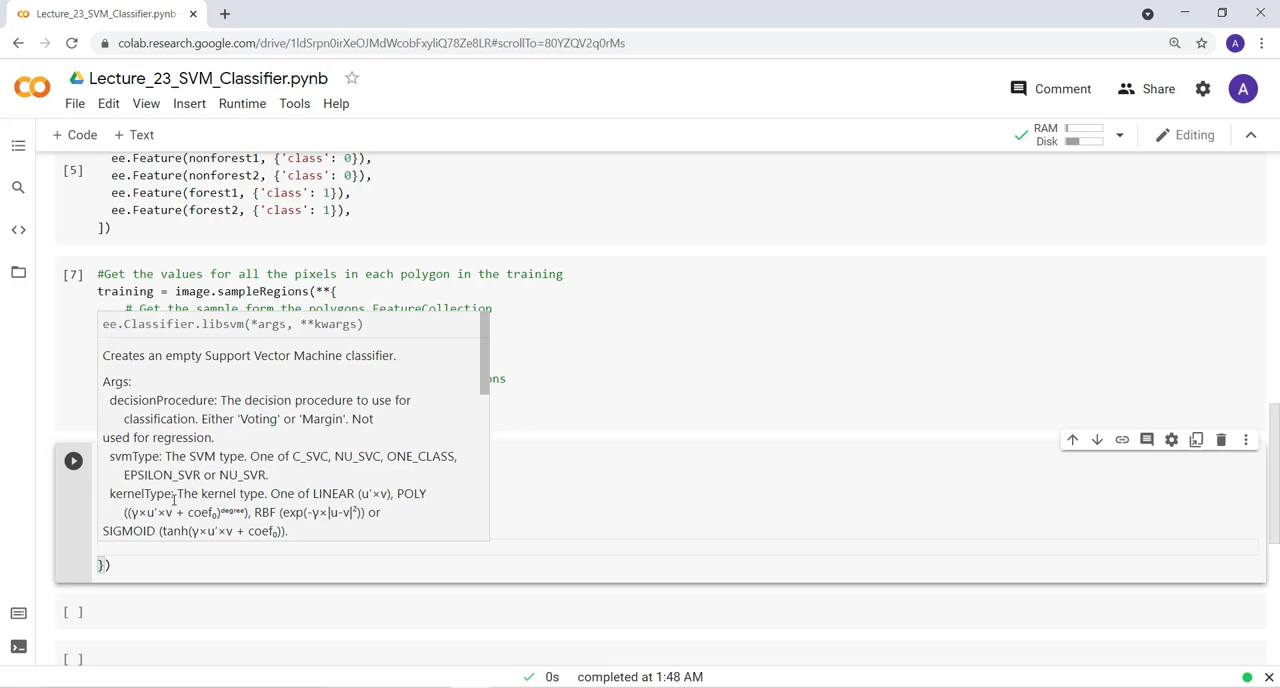 Lecture_23_SVM_Classifier.pynb
colab.research.google.com/drive/1ldSrpn0irXeOJMdWcobFxyliQ78Ze8LR#scrollTo=80YZQV2q0rMs
A
Lecture_23_SVM_Classifier.pynb
File Edit View Insert Runtime Tools Help
Comment
Share
A
+ Code + Text
RAM
Disk
Editing
[5]
ee.Feature(nonforest1, {'class': 0}),
ee.Feature(nonforest2, {'class': 0}),
ee.Feature(forest1, {'class': 1}),
ee.Feature(forest2, {'class': 1}),
])
[7]
#Get the values for all the pixels in each polygon in the training
training = image.sampleRegions(**{
# Get the sample form the polygons FeatureCollection
ons
ee.Classifier.libsvm(*args, **kwargs)
Creates an empty Support Vector Machine classifier.
Args:
decisionProcedure: The decision procedure to use for
classification. Either 'Voting' or 'Margin'. Not
used for regression.
svmType: The SVM type. One of C_SVC, NU_SVC, ONE_CLASS,
EPSILON_SVR or NU_SVR.
kernelType: The kernel type. One of LINEAR (u′×v), POLY
((γ×u′×v + coef₀)ᵈᵉᵍʳᵉᵉ), RBF (exp(-γ×|u-v|²)) or
SIGMOID (tanh(γ×u′×v + coef₀)).
})
[ ]
[ ]
0s completed at 1:48 AM